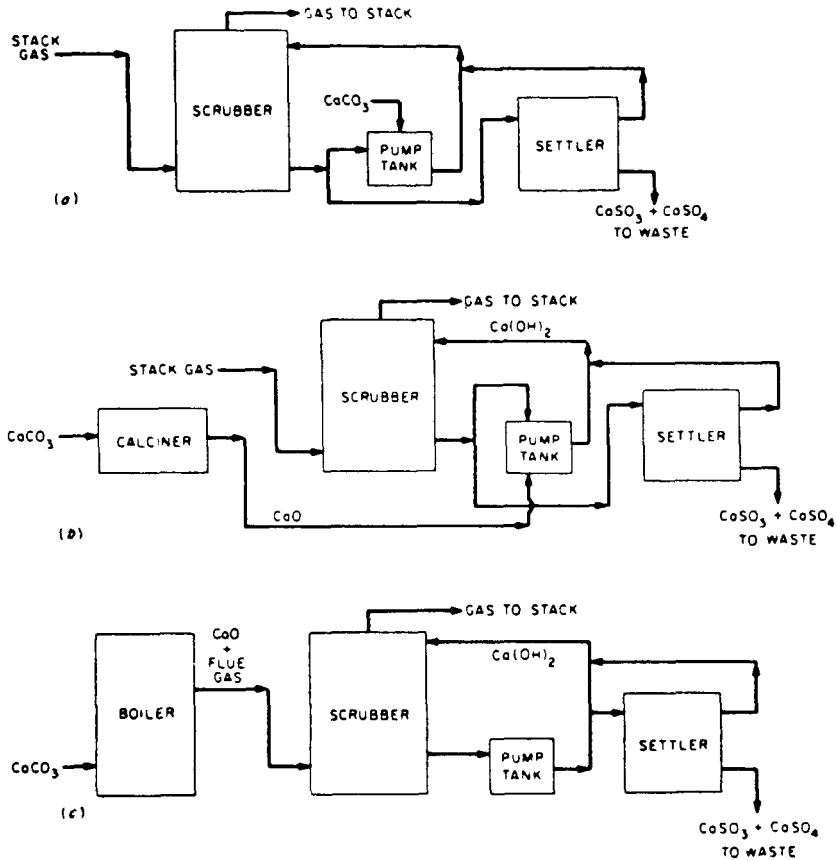 GAS TO STACK
STACK
GAS
SCRUBBER
CaCO₃
PUMP
TANK
SETTLER
(a)
CaSO₃ + CaSO₄
TO WASTE
GAS TO STACK
Ca(OH)₂
STACK GAS
SCRUBBER
CaCO₃
CALCINER
PUMP
TANK
SETTLER
CaO
(b)
CaSO₃ + CaSO₄
TO WASTE
GAS TO STACK
CaO
+
FLUE
GAS
Ca(OH)₂
BOILER
SCRUBBER
SETTLER
CaCO₃
PUMP
TANK
(c)
CaSO₃ + CaSO₄
TO WASTE